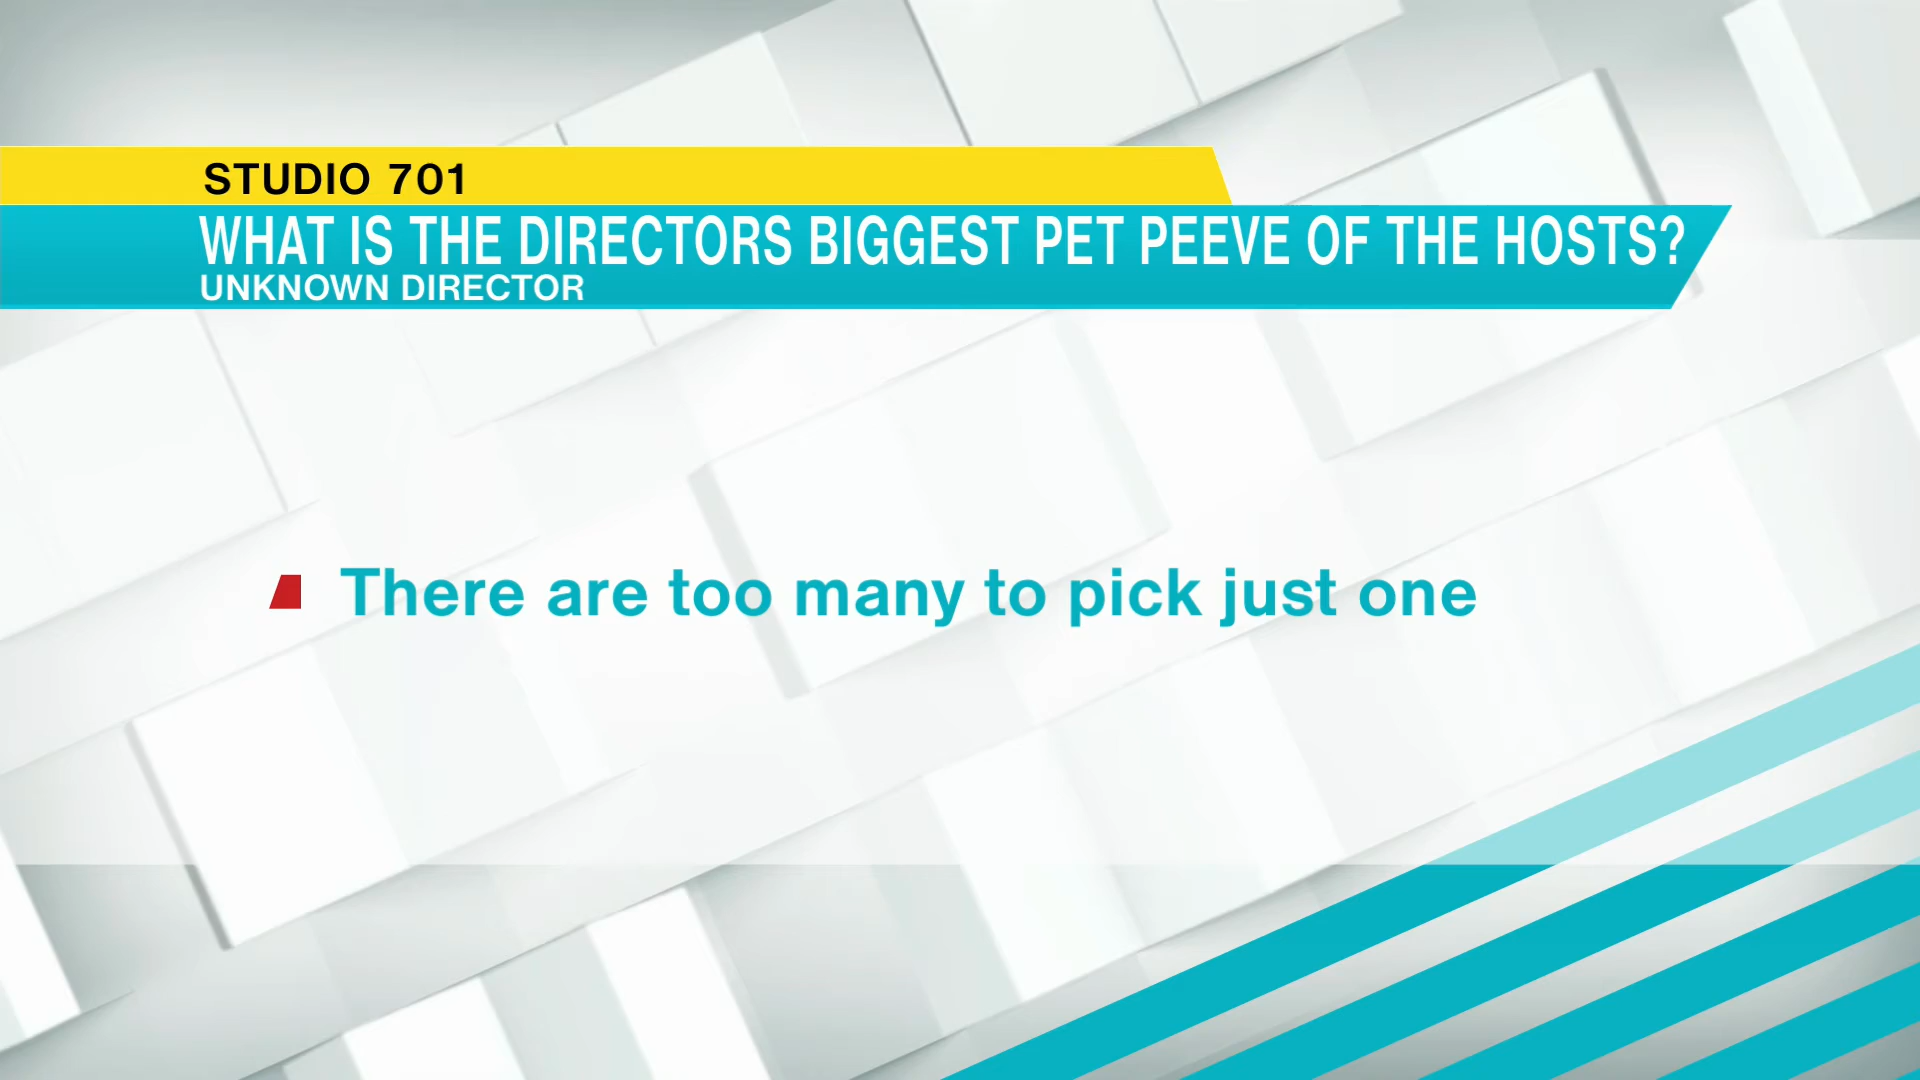 STUDIO 701
WHAT IS THE DIRECTORS BIGGEST PET PEEVE OF THE HOSTS?
UNKNOWN DIRECTOR
There are too many to pick just one